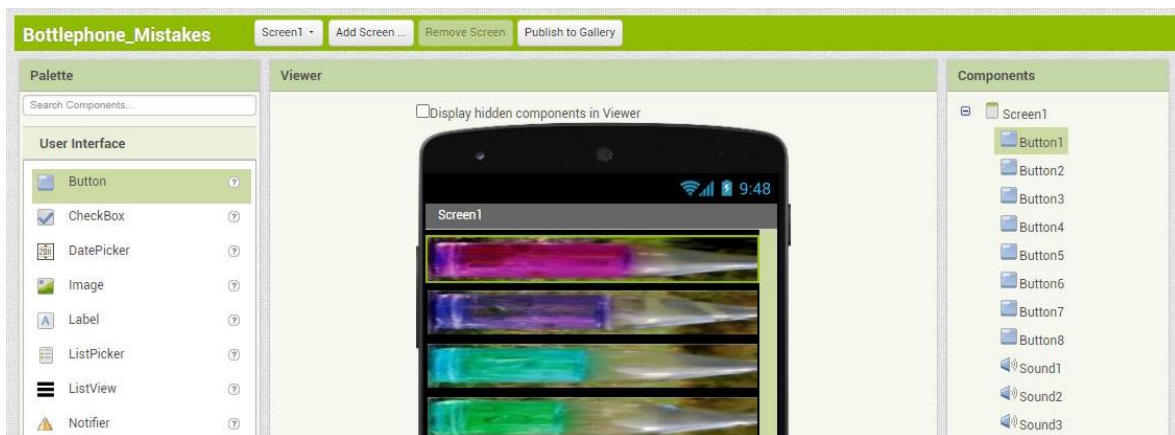 Bottlephone_Mistakes
Screen1
Add Screen ...
Remove Screen
Publish to Gallery
Palette
Search Components...
User Interface
Button
?
CheckBox
?
DatePicker
?
Image
?
Label
?
ListPicker
?
ListView
?
Notifier
?
Viewer
Display hidden components in Viewer
9:48
Screen1
Components
Screen1
Button1
Button2
Button3
Button4
Button5
Button6
Button7
Button8
Sound1
Sound2
Sound3